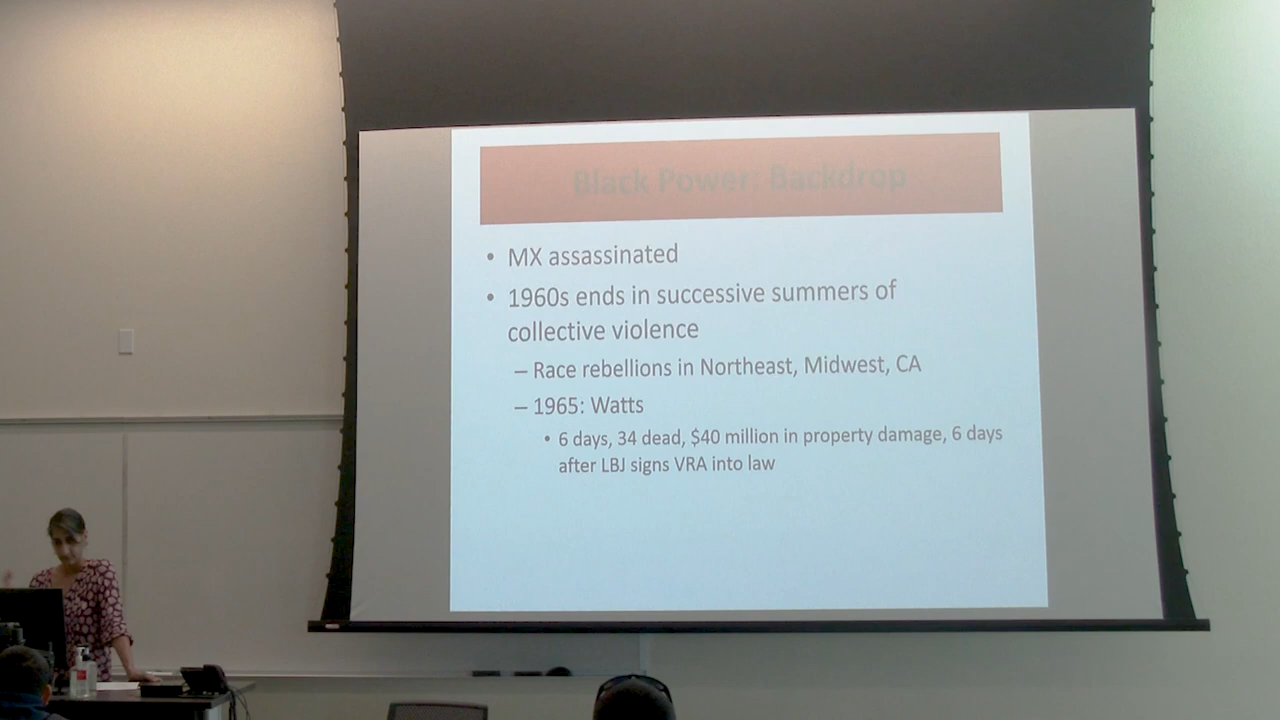 Black Power: Backdrop
• MX assassinated
• 1960s ends in successive summers of
collective violence
– Race rebellions in Northeast, Midwest, CA
– 1965: Watts
• 6 days, 34 dead, $40 million in property damage, 6 days
after LBJ signs VRA into law